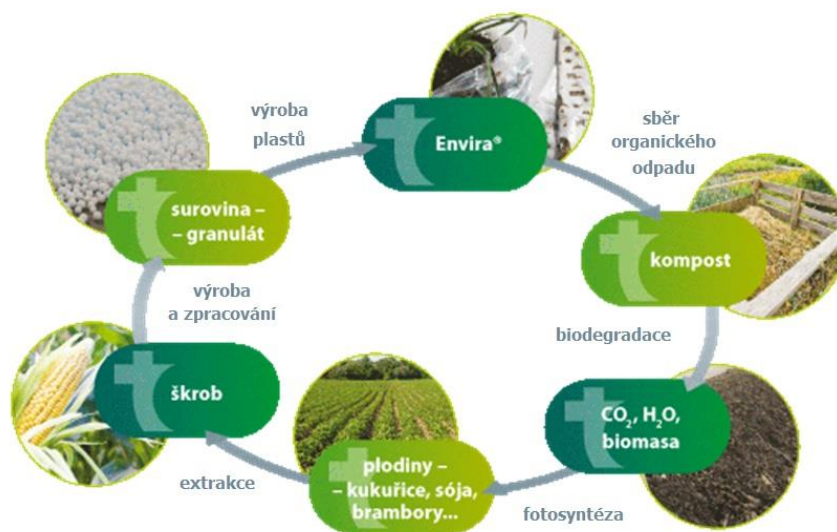 výroba
plastů
Envira®
sběr
organického
odpadu
kompost
biodegradace
CO₂, H₂O,
biomasa
fotosyntéza
plodiny –
– kukuřice, sója,
brambory...
extrakce
škrob
výroba
a zpracování
surovina –
– granulát